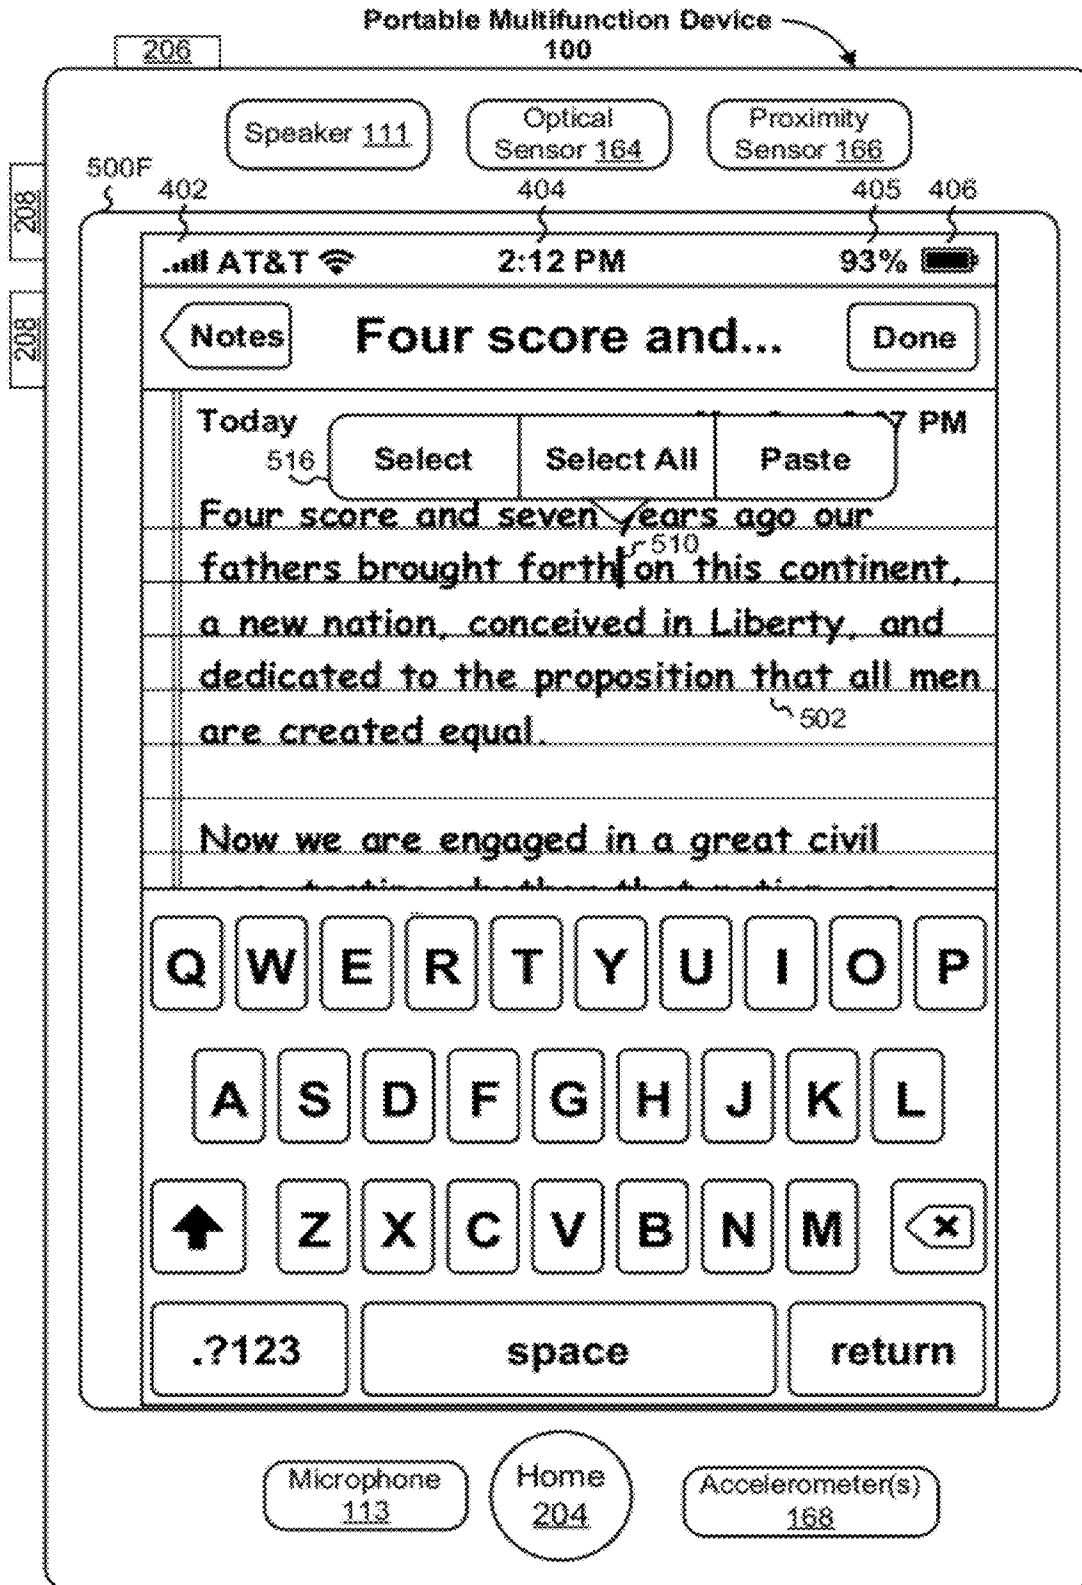 Portable Multifunction Device
100
206
Speaker 111
Optical
Sensor 164
Proximity
Sensor 166
208
208
500F
402
404
405
406
AT&T
2:12 PM
93%
Notes
Four score and...
Done
Today
7 PM
516
Select
Select All
Paste
Four score and seven years ago our
510
fathers brought forth on this continent,
a new nation, conceived in Liberty, and
dedicated to the proposition that all men
502
are created equal.
Now we are engaged in a great civil
Q W E R T Y U I O P
A S D F G H J K L
Z X C V B N M
.?123
space
return
Microphone
113
Home
204
Accelerometer(s)
168